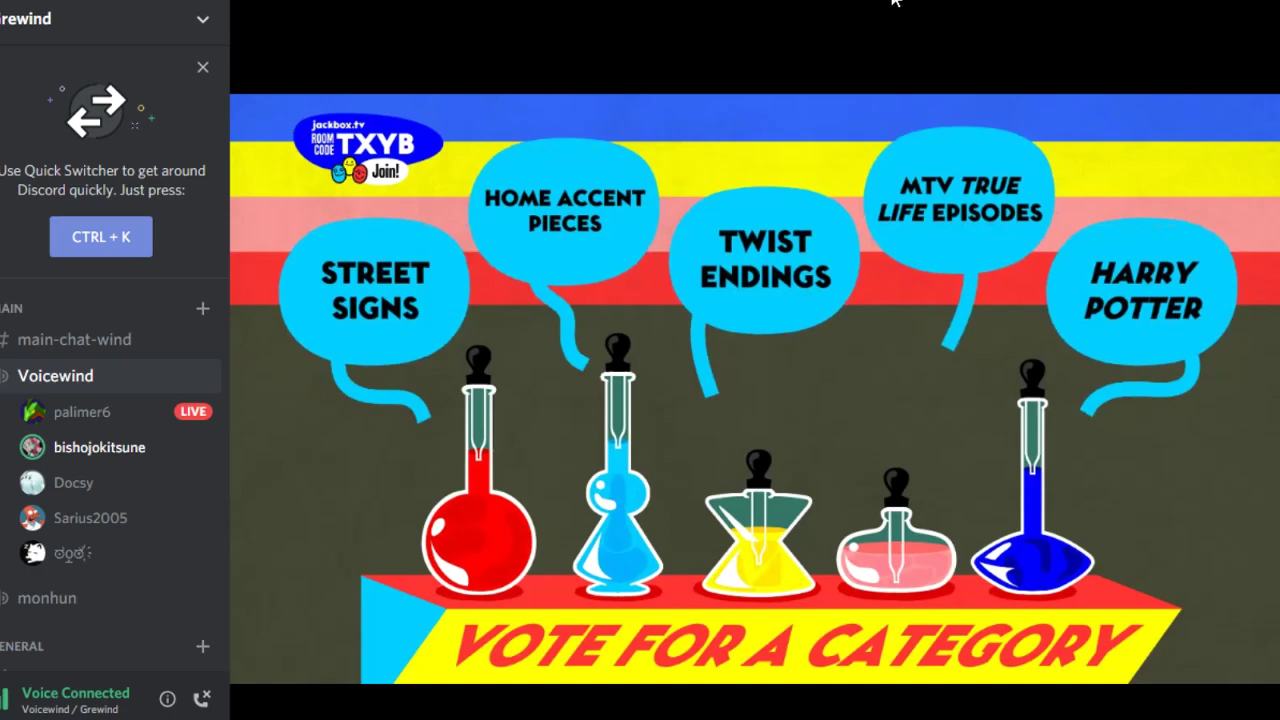 rewind
Use Quick Switcher to get around
Discord quickly. Just press:
CTRL + K
MAIN
main-chat-wind
Voicewind
palimer6
LIVE
bishojokitsune
Docsy
Sarius2005
monhun
GENERAL
Voice Connected
Voicewind / Grewind
jackbox.tv
ROOM
CODE
TXYB
Join!
STREET
SIGNS
HOME ACCENT
PIECES
TWIST
ENDINGS
MTV TRUE
LIFE EPISODES
HARRY
POTTER
VOTE FOR A CATEGORY